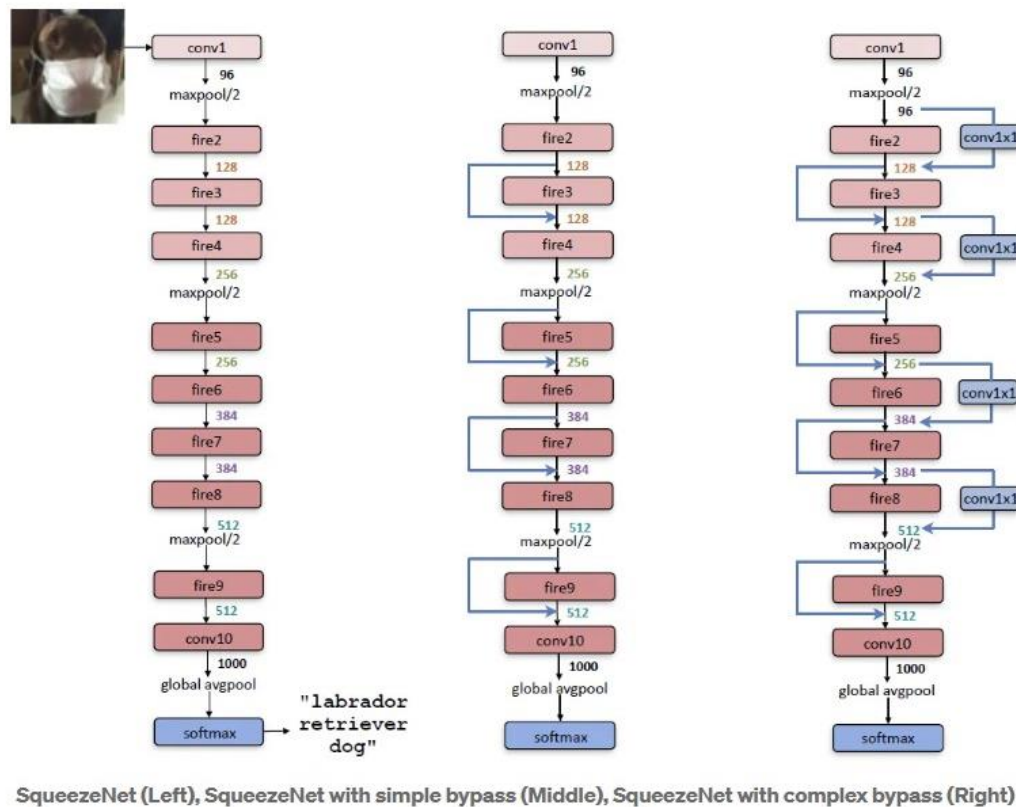 conv1
96
maxpool/2
fire2
128
fire3
128
fire4
256
maxpool/2
fire5
256
fire6
384
fire7
384
fire8
512
maxpool/2
fire9
512
conv10
1000
global avgpool
softmax
"labrador
retriever
dog"
conv1
96
maxpool/2
fire2
128
fire3
128
fire4
256
maxpool/2
fire5
256
fire6
384
fire7
384
fire8
512
maxpool/2
fire9
512
conv10
1000
global avgpool
softmax
conv1
96
maxpool/2
96
conv1x1
fire2
128
fire3
128
conv1x1
fire4
256
maxpool/2
fire5
256
conv1x1
fire6
384
fire7
384
conv1x1
fire8
512
maxpool/2
fire9
512
conv10
1000
global avgpool
softmax
SqueezeNet (Left), SqueezeNet with simple bypass (Middle), SqueezeNet with complex bypass (Right)